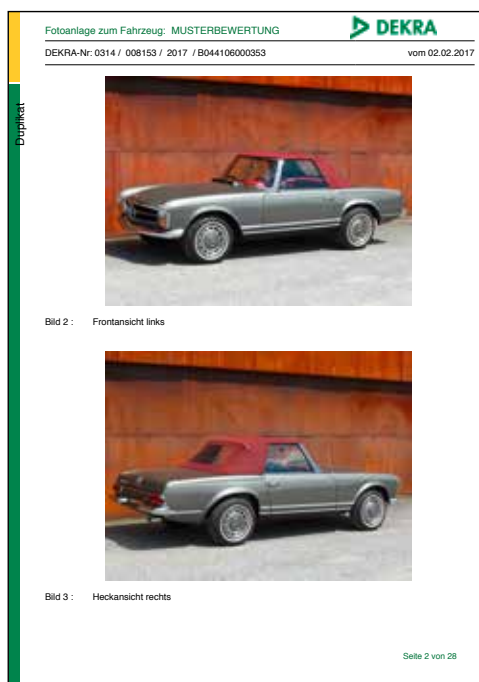 Fotoanlage zum Fahrzeug: MUSTERBEWERTUNG
DEKRA
DEKRA-Nr: 0314 / 008153 / 2017 / B044106000353
vom 02.02.2017
Duplikat
Bild 2 : Frontansicht links
Bild 3 : Heckansicht rechts
Seite 2 von 28